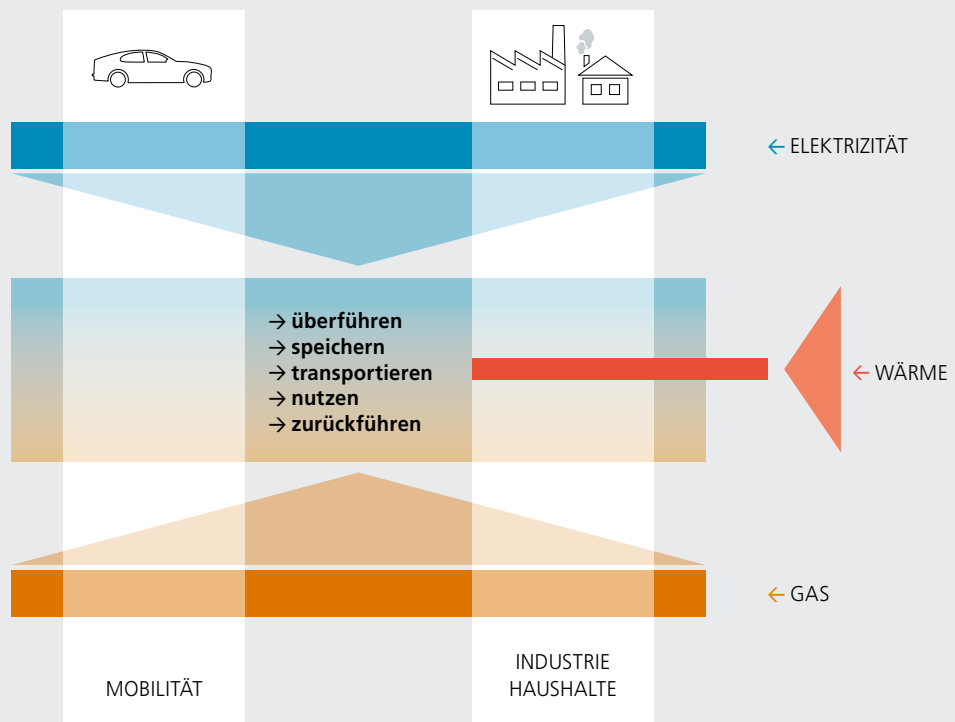 ← ELEKTRIZITÄT
→ überführen
→ speichern
→ transportieren
→ nutzen
→ zurückführen
← WÄRME
← GAS
MOBILITÄT
INDUSTRIE
HAUSHALTE